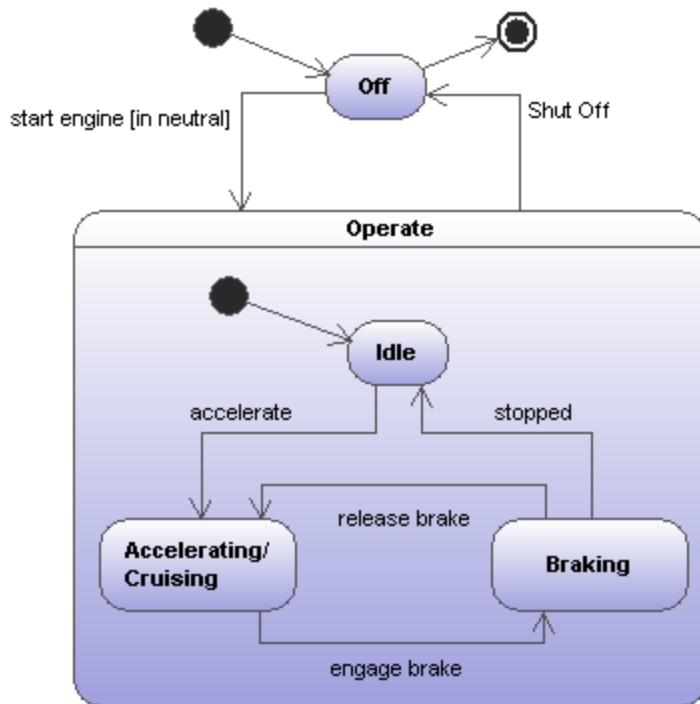 Off
start engine [in neutral]
Shut Off
Operate
Idle
accelerate
stopped
release brake
Accelerating/
Cruising
Braking
engage brake